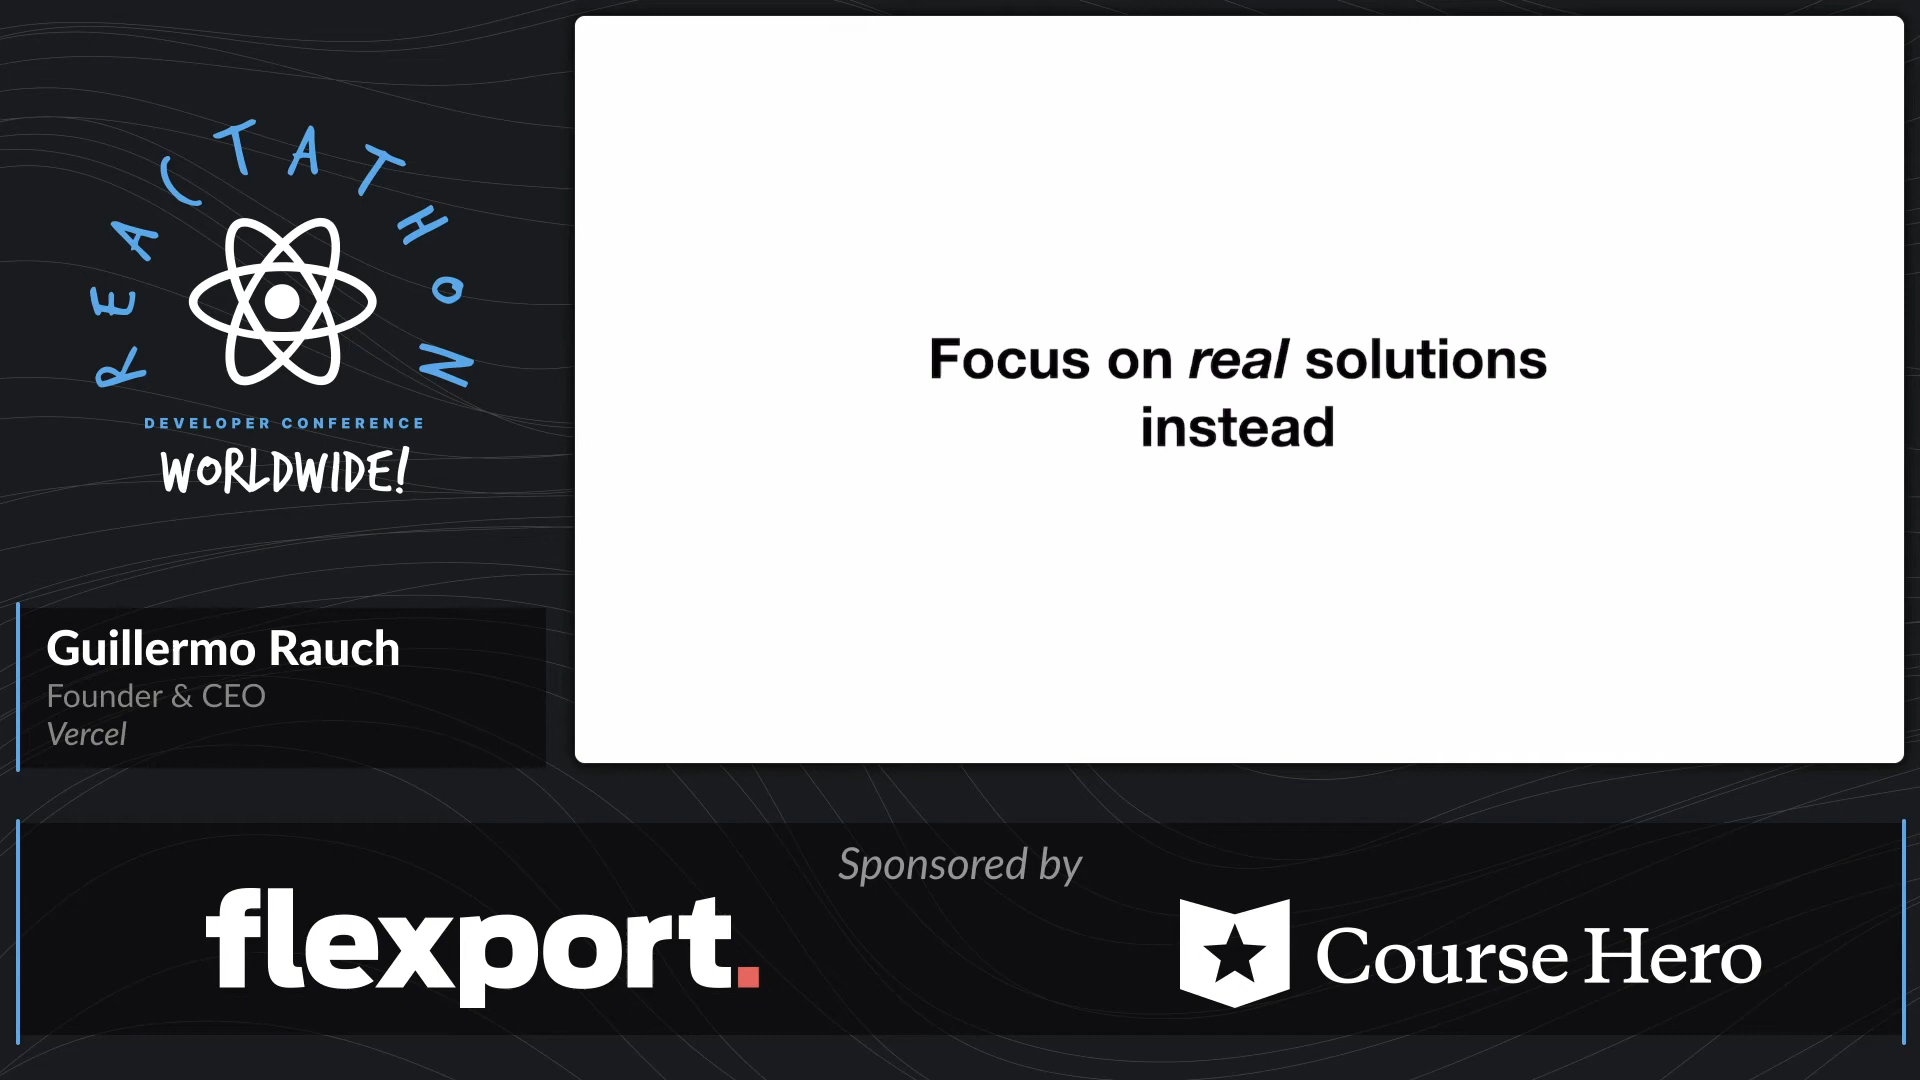 REACTATHON
DEVELOPER CONFERENCE
WORLDWIDE!
Focus on real solutions
instead
Guillermo Rauch
Founder & CEO
Vercel
Sponsored by
flexport.
Course Hero